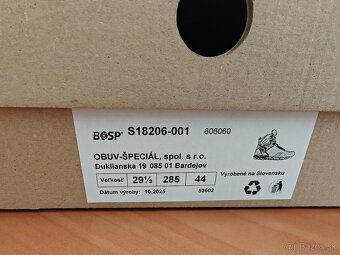 BOSP® S18206-001 606060
OBUV-ŠPECIÁL, spol. s r.o.
Duklianska 19 085 01 Bardejov
Veľkosť 29½ 285 44
Vyrobené na Slovensku
Dátum výroby: 10.2025 53602